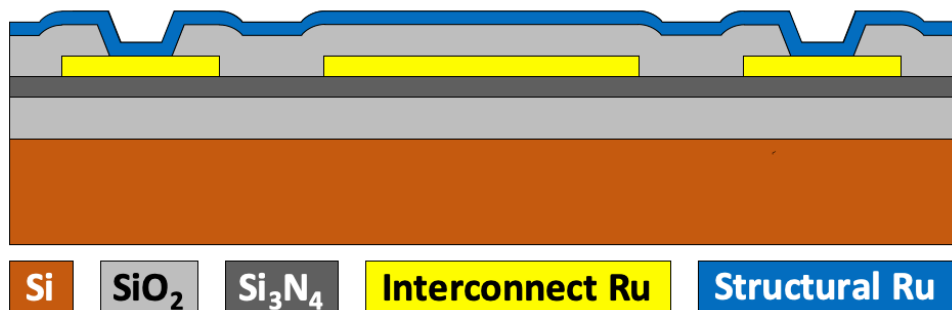 Si SiO₂ Si₃N₄ Interconnect Ru Structural Ru